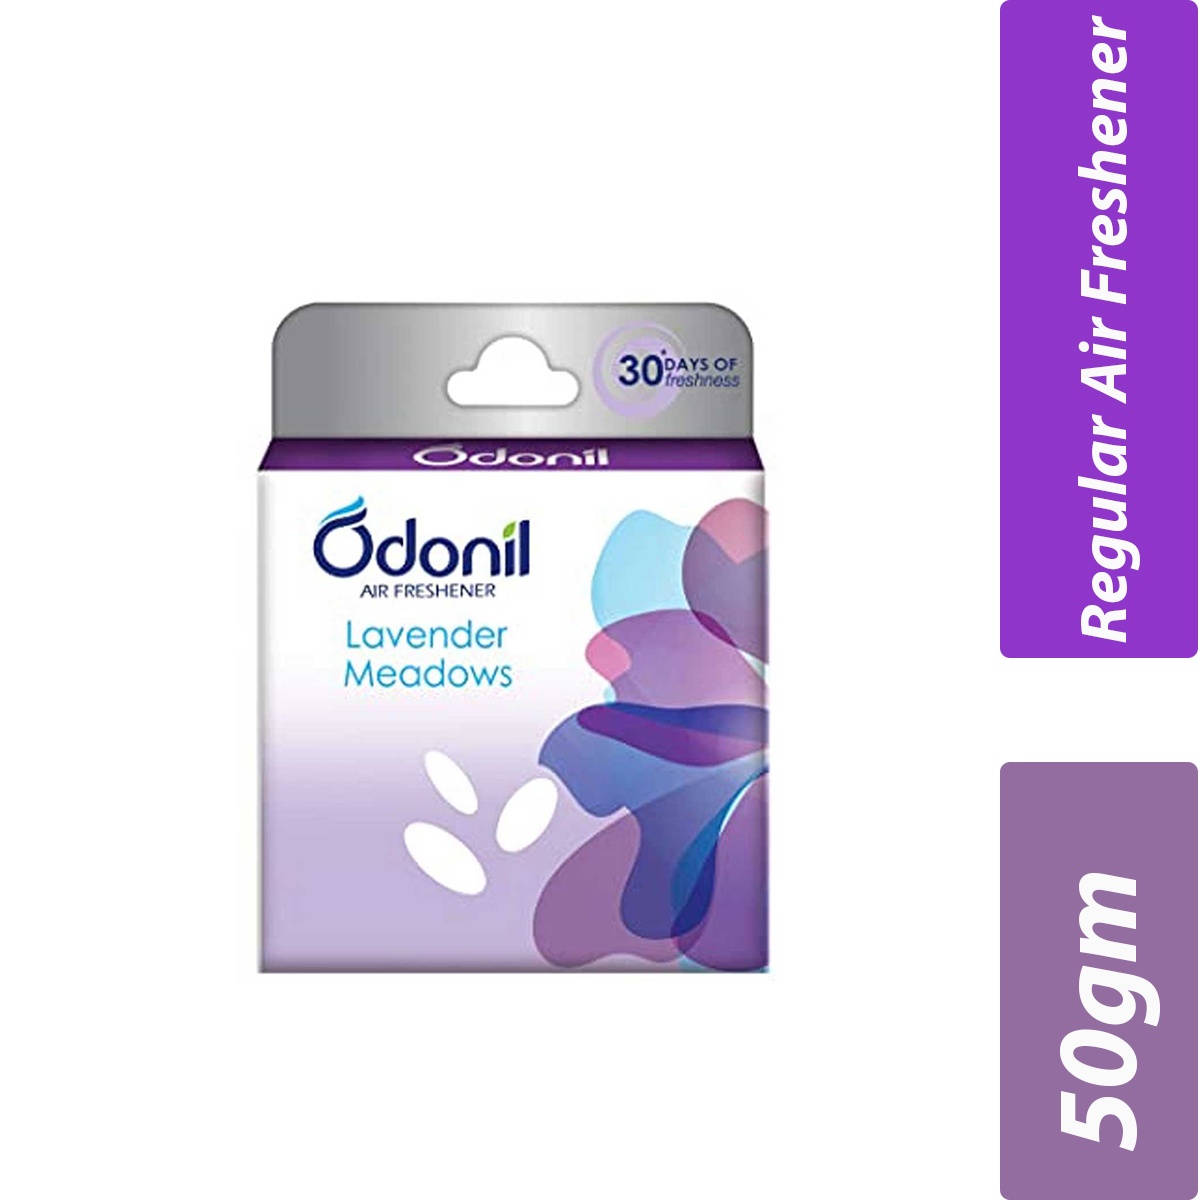 30*DAYS OF
freshness
Odonil
Odonil
AIR FRESHENER
Lavender
Meadows
Regular Air Freshener
50gm